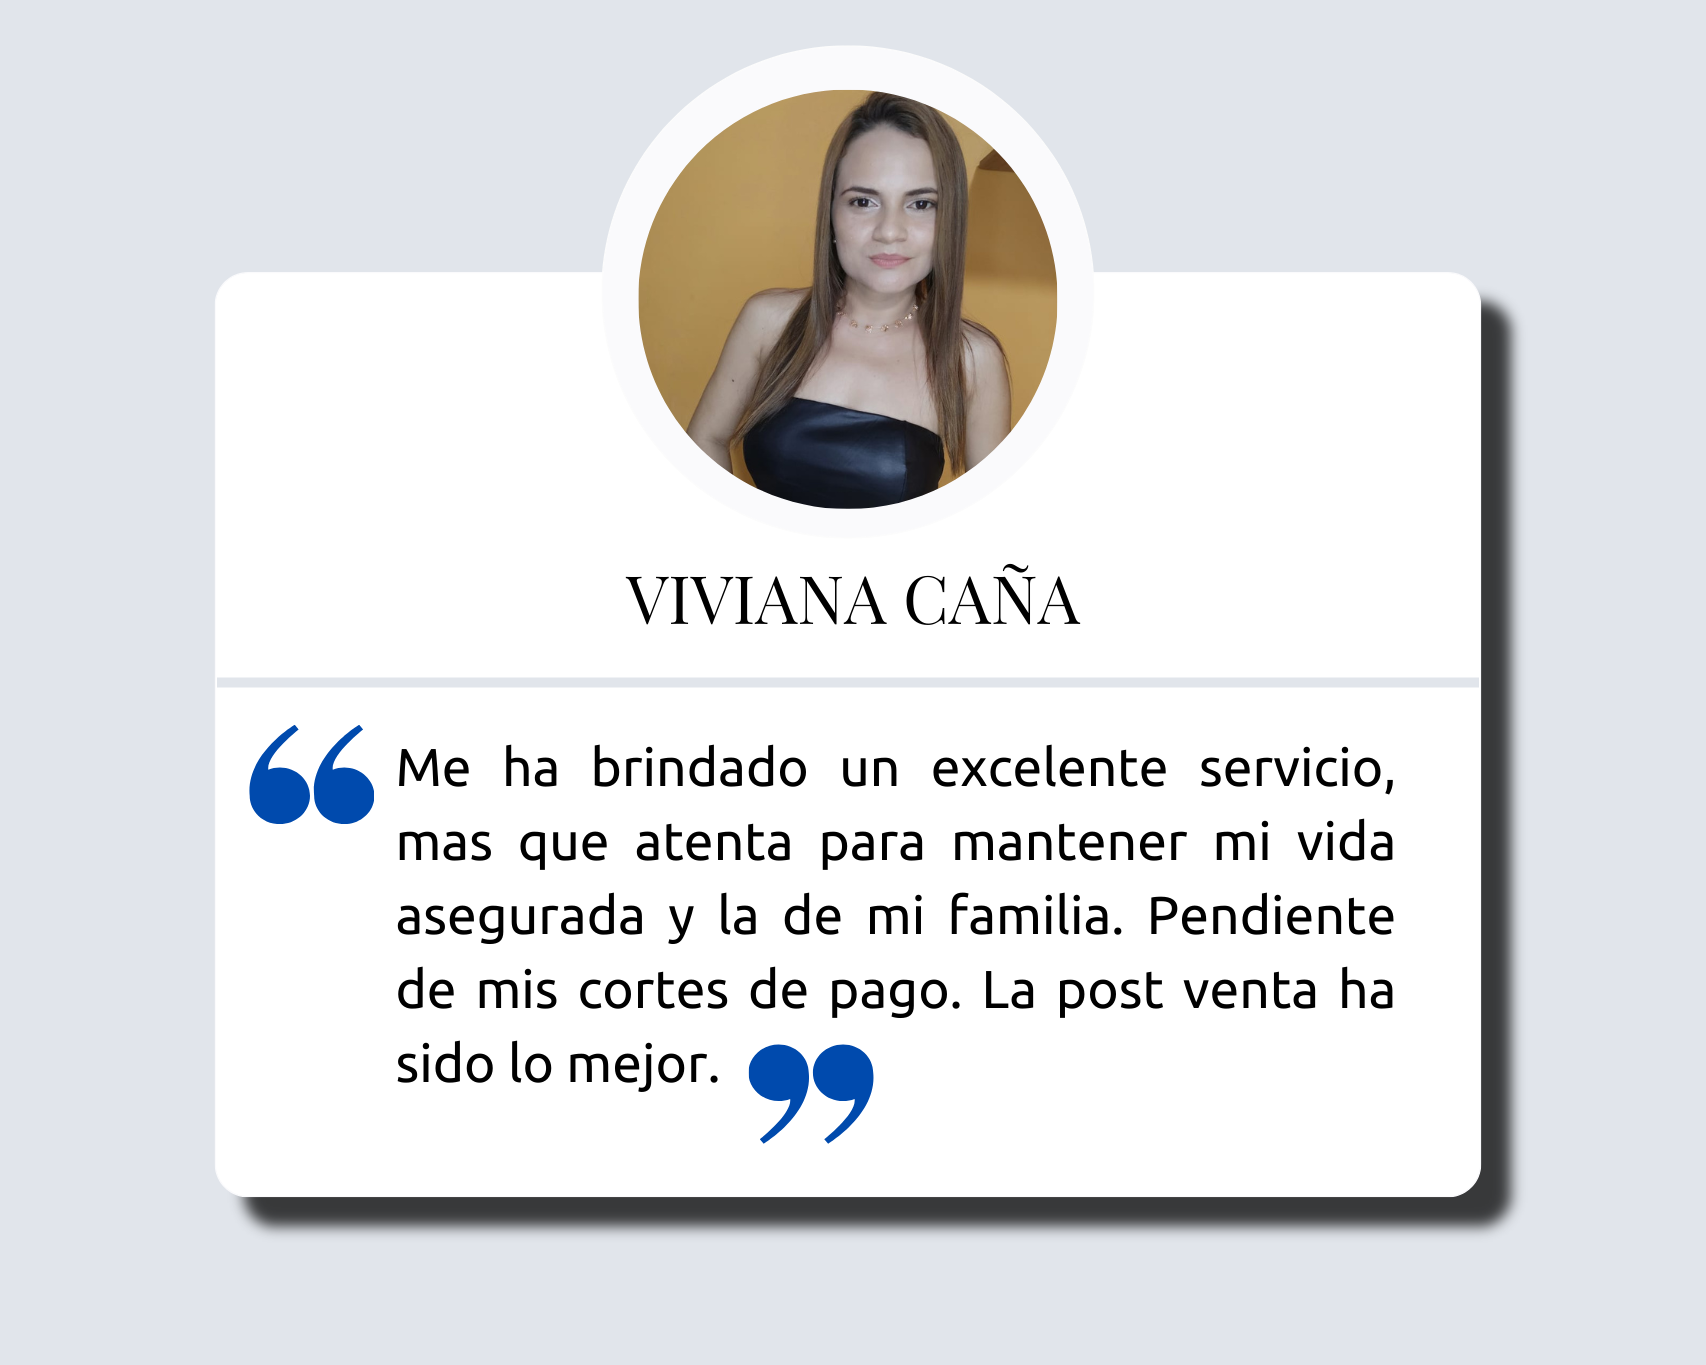 VIVIANA CAÑA
“Me ha brindado un excelente servicio,
mas que atenta para mantener mi vida
asegurada y la de mi familia. Pendiente
de mis cortes de pago. La post venta ha
sido lo mejor. ”